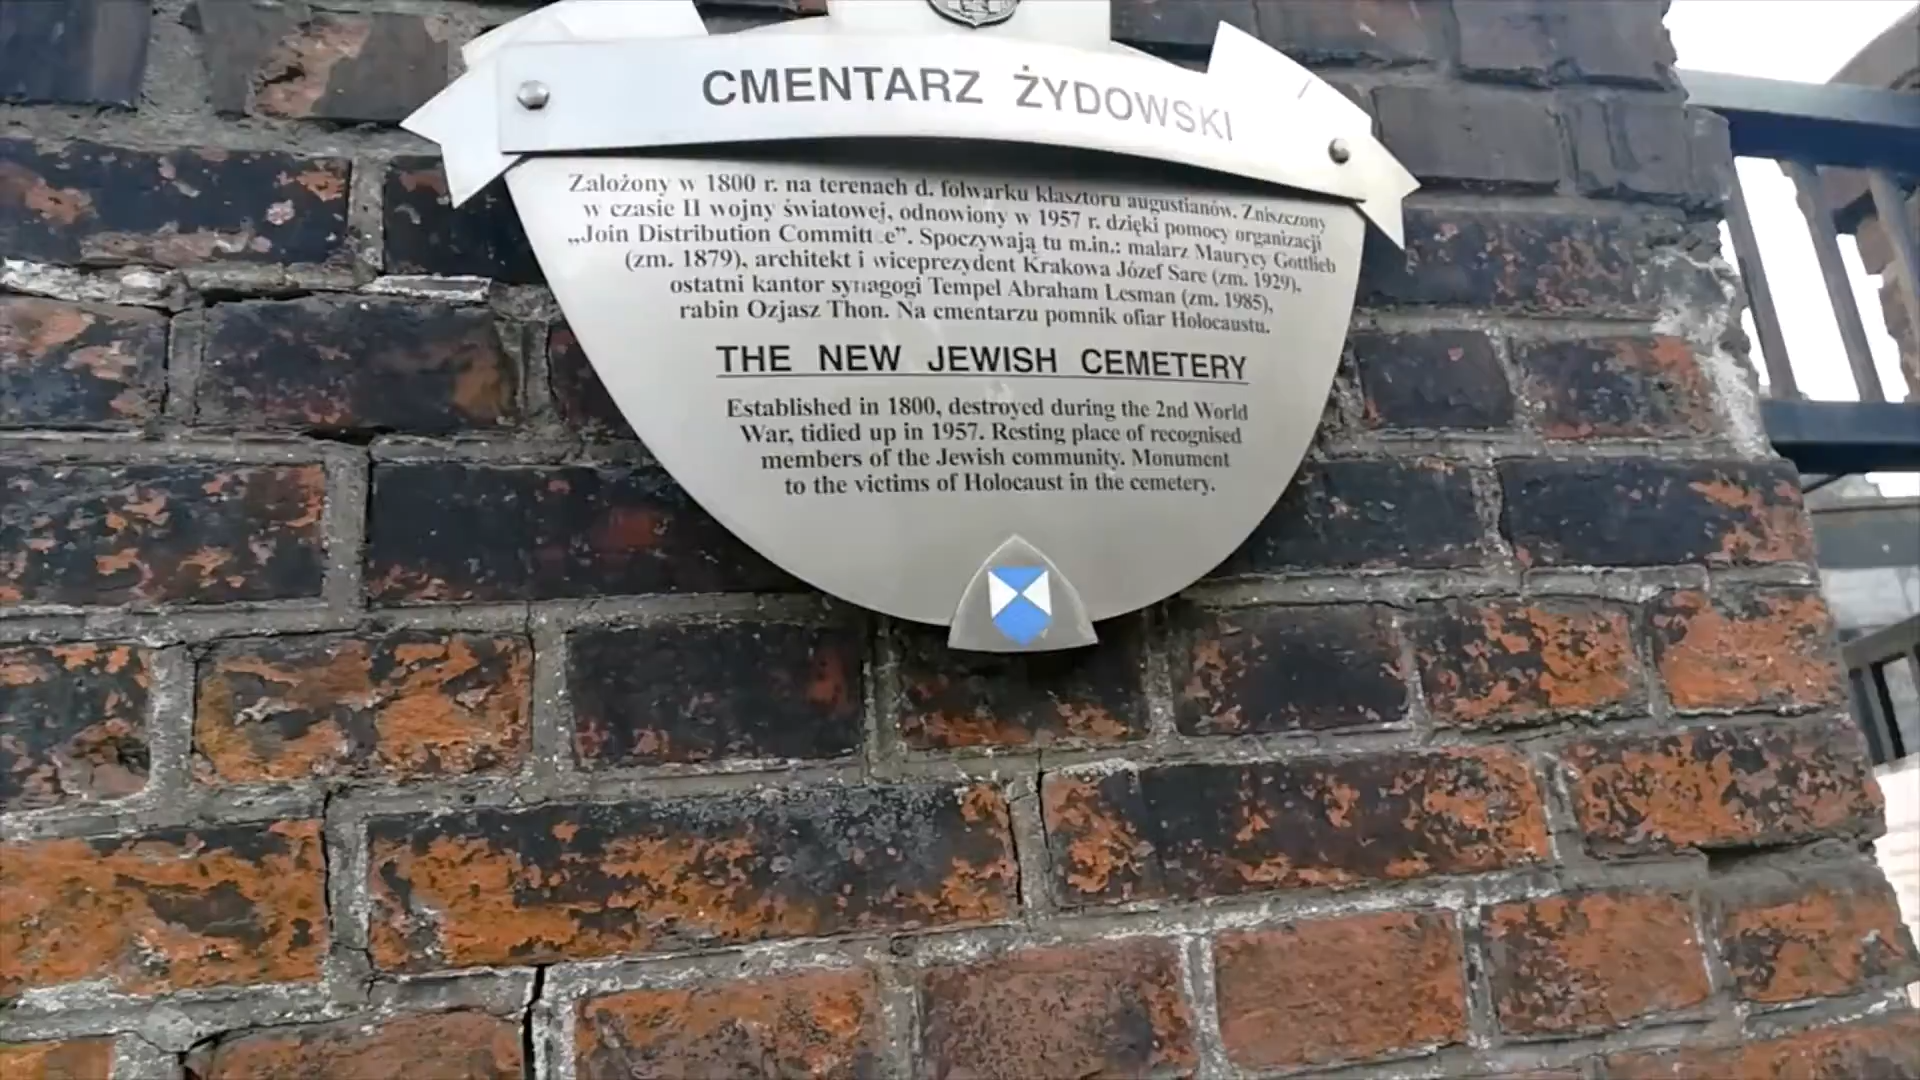 CMENTARZ ŻYDOWSKI
Założony w 1800 r. na terenach d. folwarku klasztoru augustianów. Zniszczony
w czasie II wojny światowej, odnowiony w 1957 r. dzięki pomocy organizacji
„Join Distribution Committ e”. Spoczywają tu m.in.: malarz Maurycy Gottlieb
(zm. 1879), architekt i wiceprezydent Krakowa Józef Sare (zm. 1929),
ostatni kantor synagogi Tempel Abraham Lesman (zm. 1985),
rabin Ozjasz Thon. Na cmentarzu pomnik ofiar Holocaustu.
THE NEW JEWISH CEMETERY
Established in 1800, destroyed during the 2nd World
War, tidied up in 1957. Resting place of recognised
members of the Jewish community. Monument
to the victims of Holocaust in the cemetery.